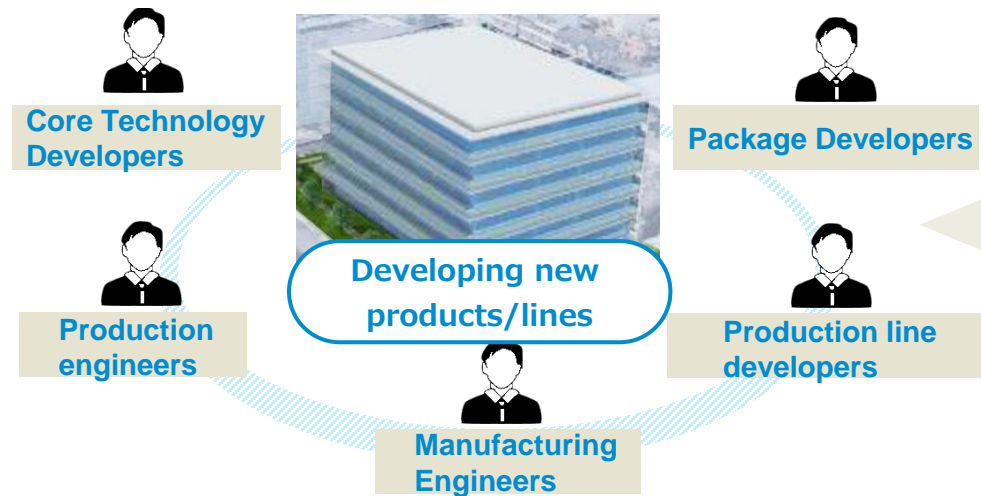 Core Technology
Developers
Package Developers
Developing new
products/lines
Production
engineers
Production line
developers
Manufacturing
Engineers